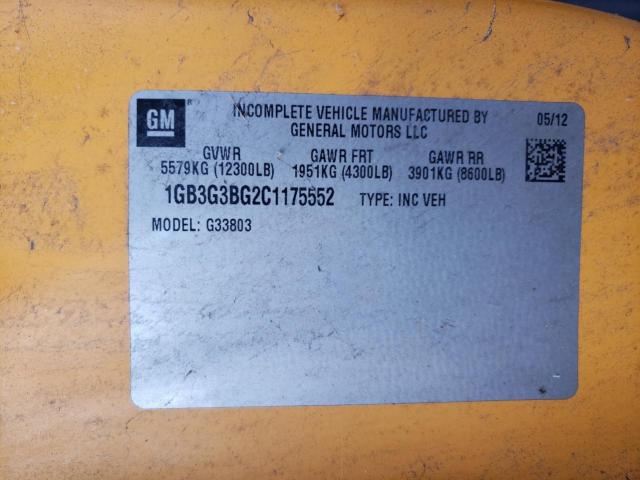 GM ® INCOMPLETE VEHICLE MANUFACTURED BY 05/12
GENERAL MOTORS LLC
GVWR GAWR FRT GAWR RR
5579KG (12300LB) 1951KG (4300LB) 3901KG (8600LB)
1GB3G3BG2C1175552 TYPE: INC VEH
MODEL: G33803